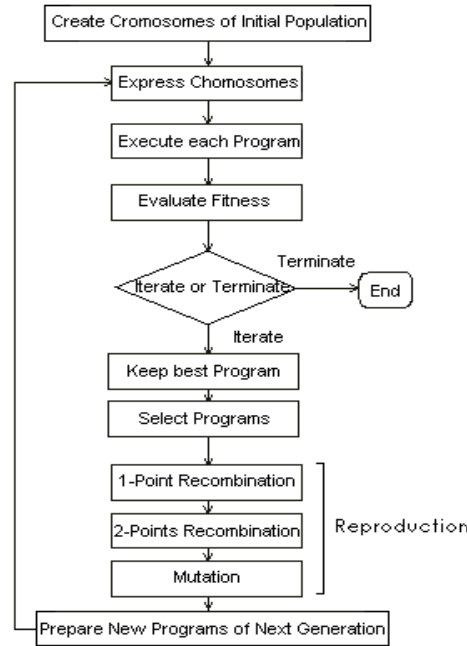 Create Cromosomes of Initial Population
Express Chomosomes
Execute each Program
Evaluate Fitness
Iterate or Terminate
Terminate
End
Iterate
Keep best Program
Select Programs
1-Point Recombination
2-Points Recombination
Mutation
Reproduction
Prepare New Programs of Next Generation